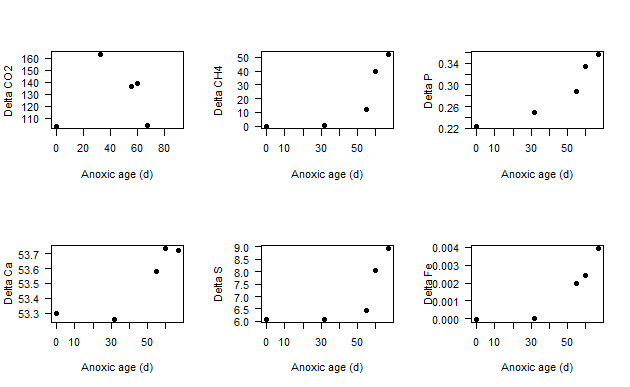 Delta CO2
160
150
140
130
120
110
0 20 40 60 80
Anoxic age (d)
Delta CH4
50
40
30
20
10
0
0 10 50
Anoxic age (d)
Delta P
0.34
0.30
0.26
0.22
0 10 50
Anoxic age (d)
Delta Ca
53.7
53.6
53.5
53.4
53.3
0 10 50
Anoxic age (d)
Delta S
9.0
8.5
8.0
7.5
7.0
6.5
6.0
0 10 50
Anoxic age (d)
Delta Fe
0.004
0.003
0.002
0.001
0.000
0 10 50
Anoxic age (d)